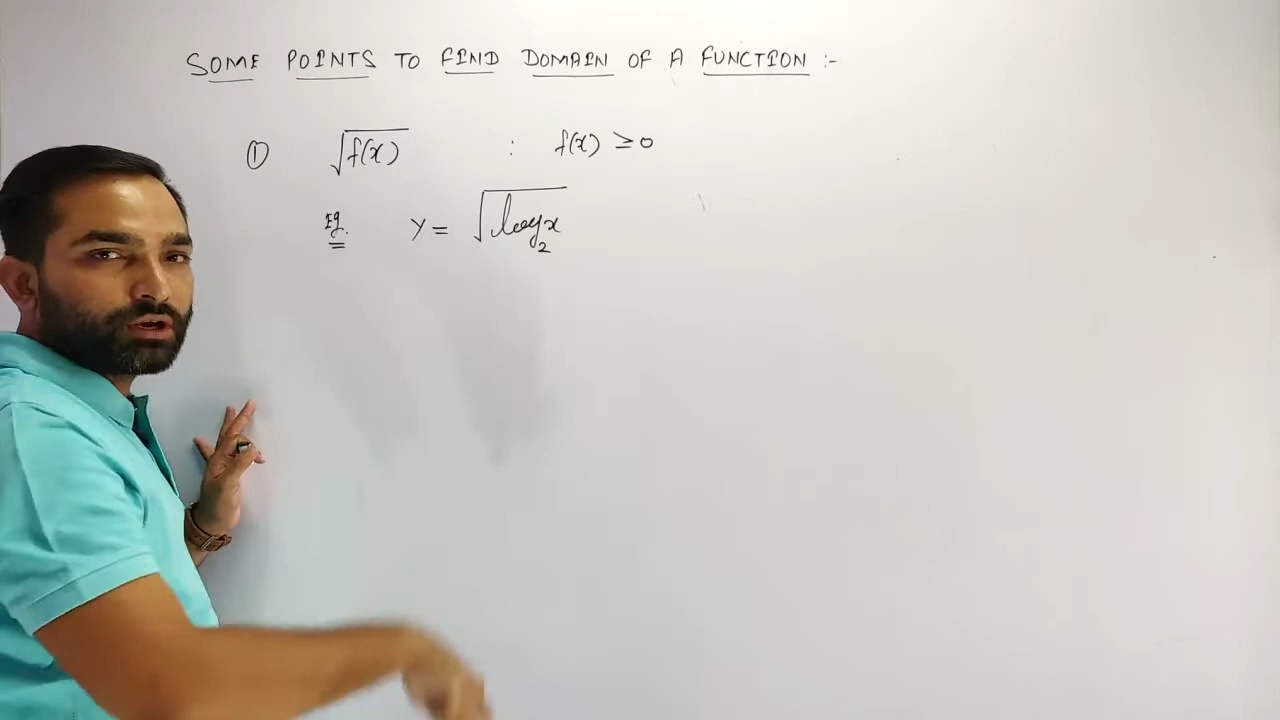 SOME POINTS TO FIND DOMAIN OF A FUNCTION :-
① √f(x) : f(x) ≥0
Eg. y = √log₂x